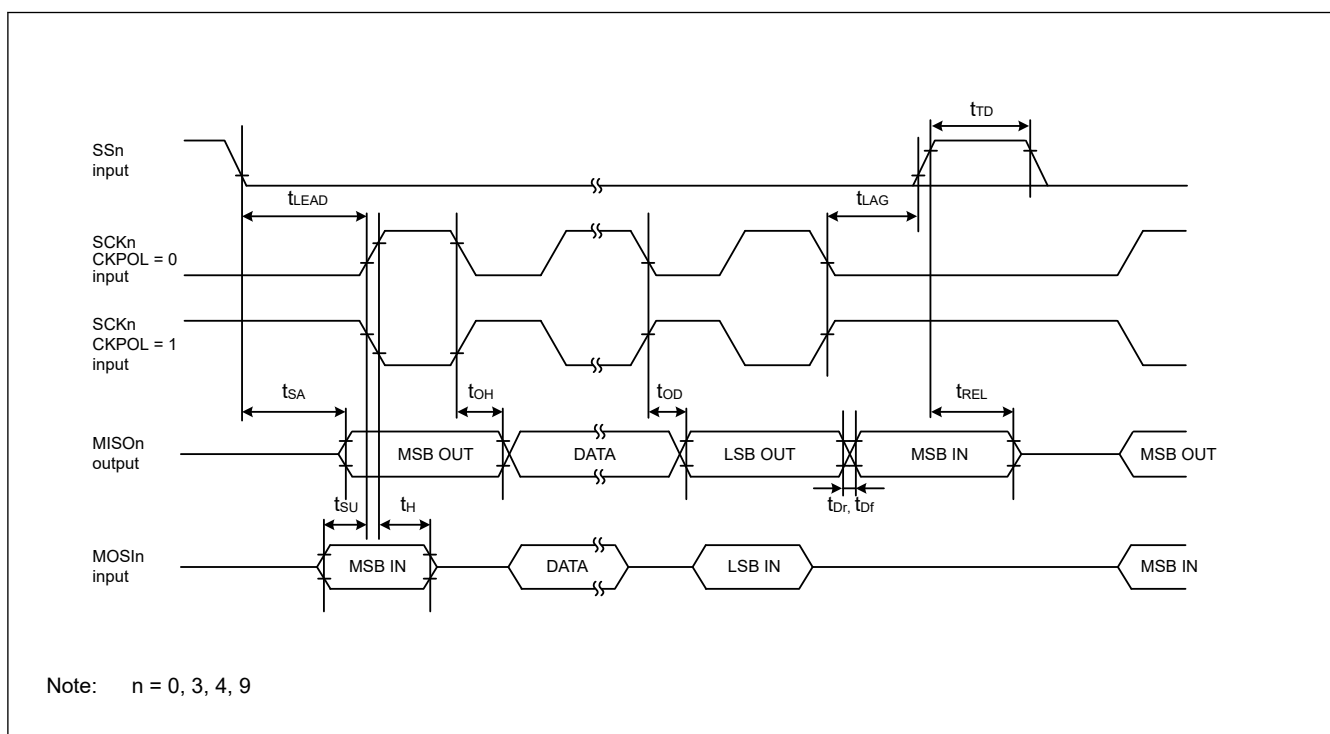 tTD
SSn
input
tLEAD
tLAG
SCKn
CKPOL = 0
input
SCKn
CKPOL = 1
input
tSA
tOH
tOD
tREL
MISOn
output
MSB OUT
DATA
LSB OUT
MSB IN
MSB OUT
tSU
tH
tDr, tDf
MOSIn
input
MSB IN
DATA
LSB IN
MSB IN
Note: n = 0, 3, 4, 9